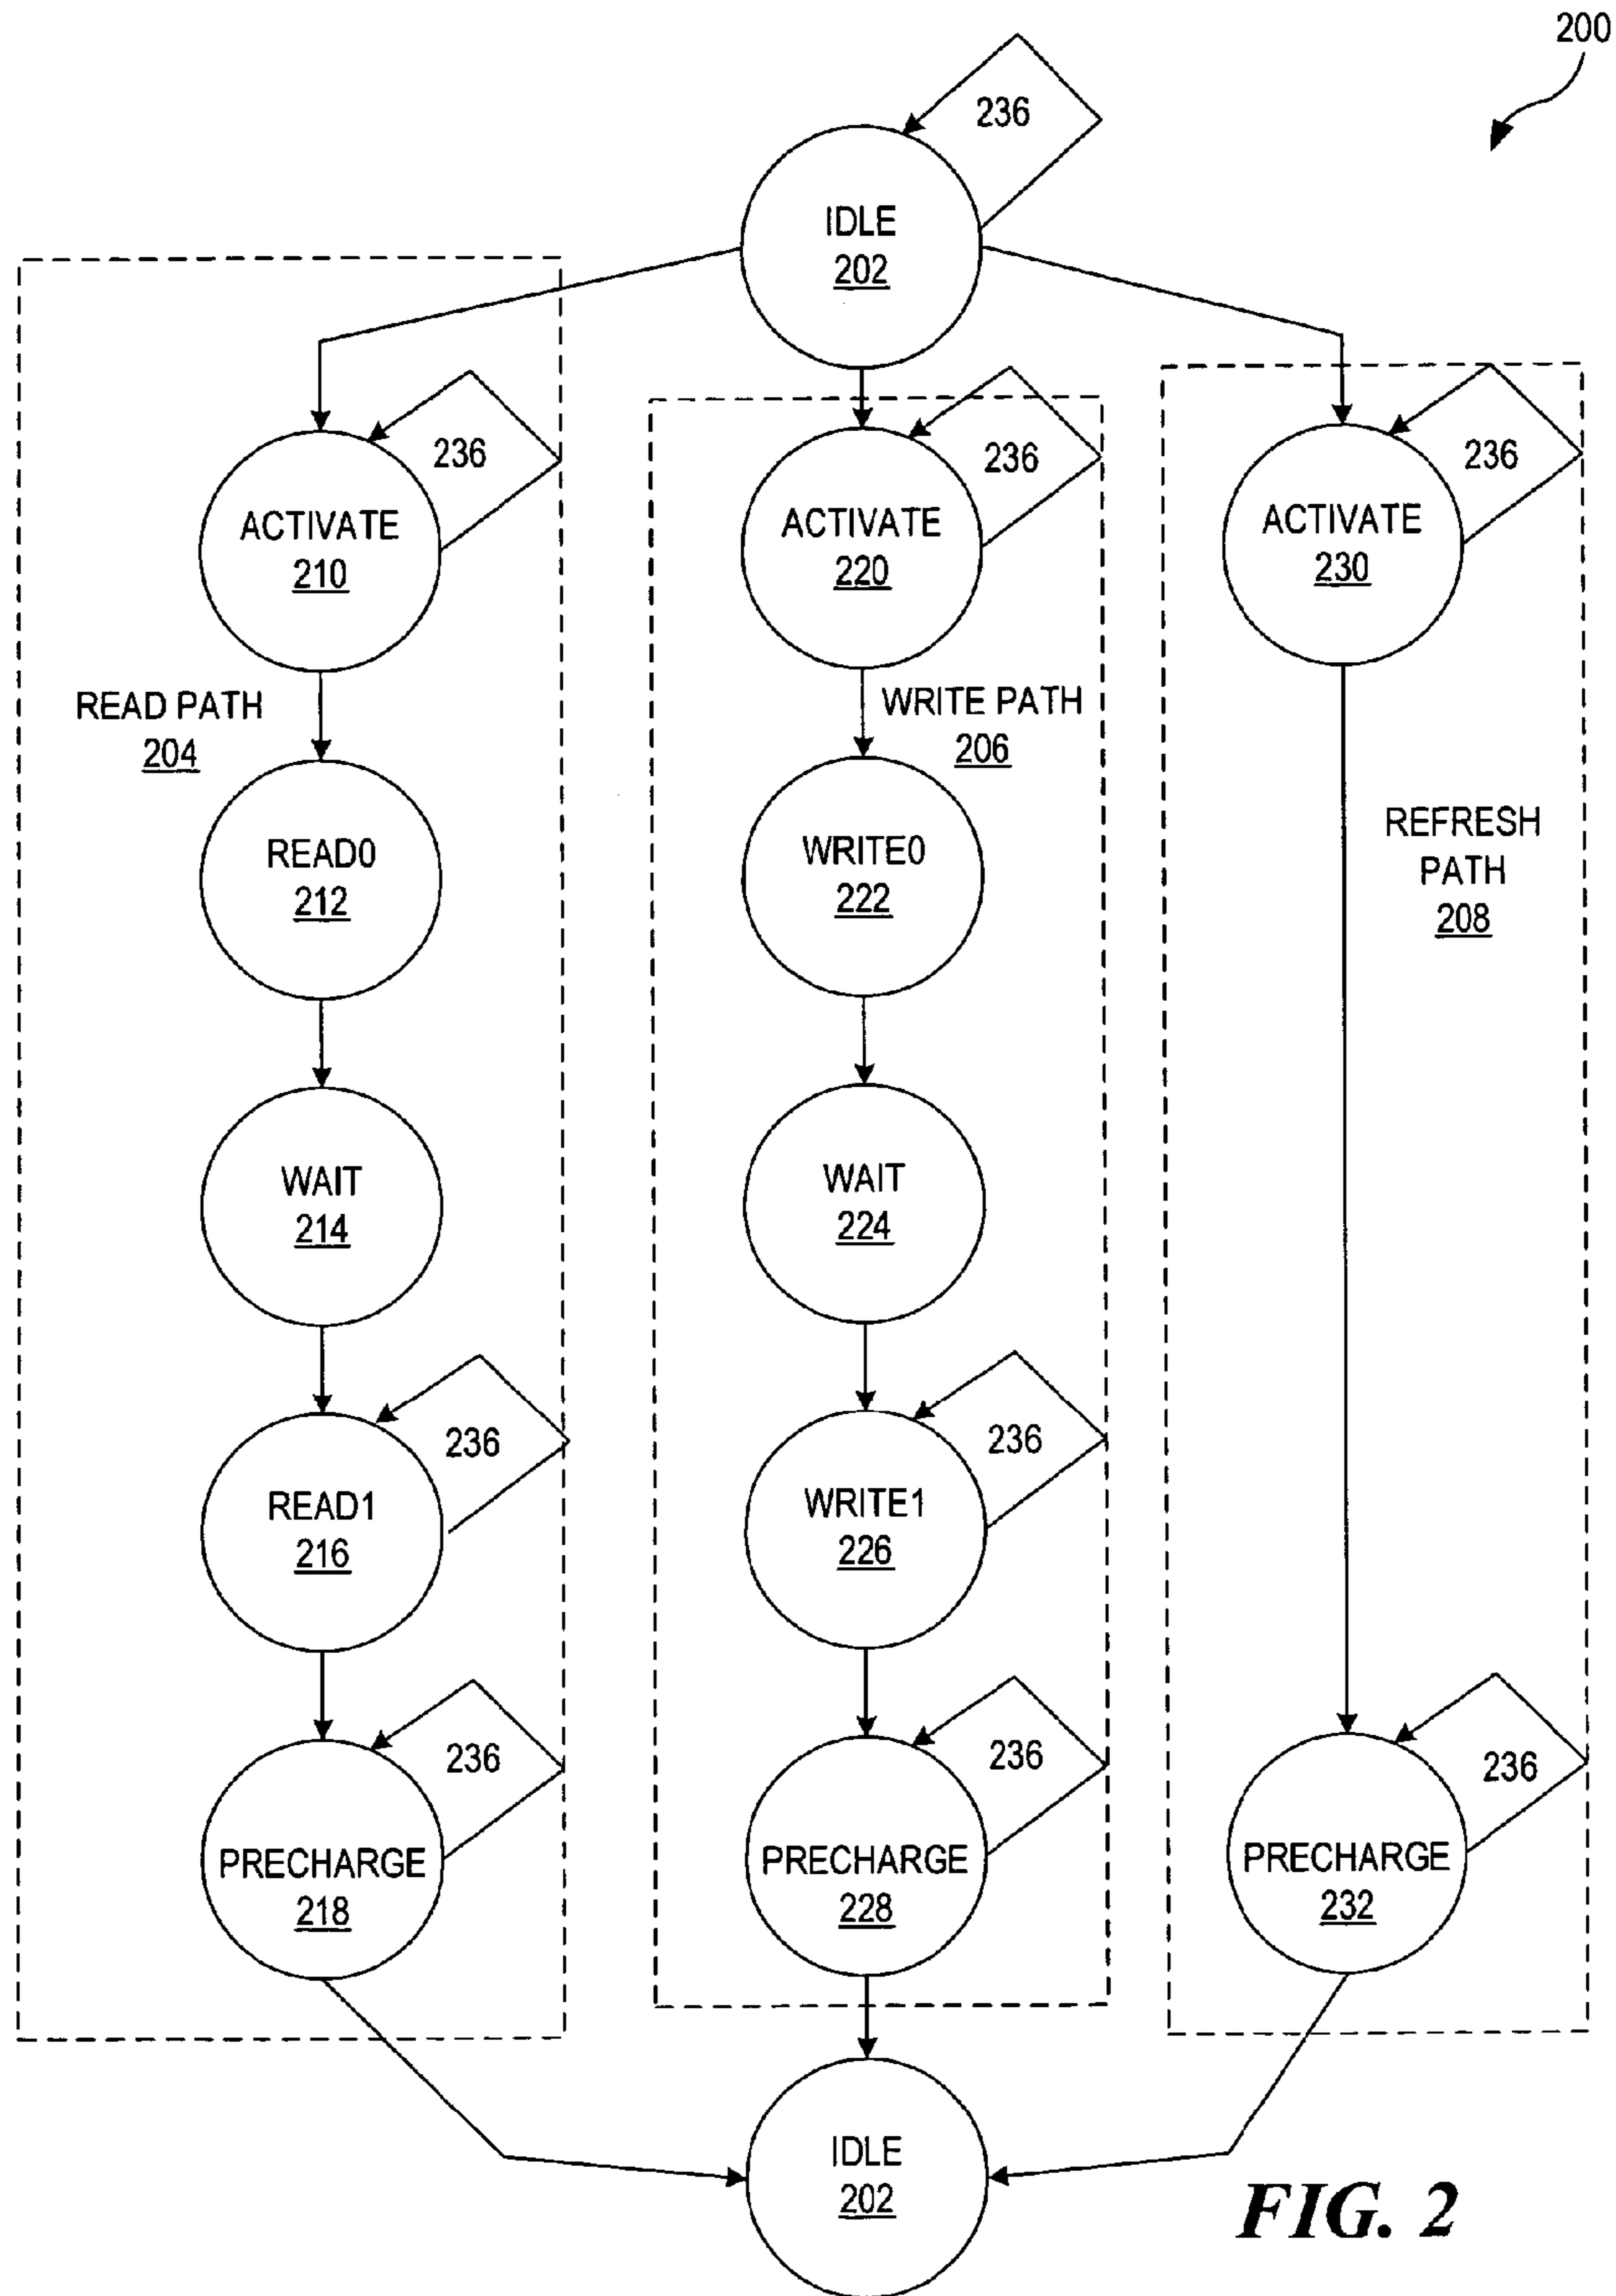 200
236
IDLE
202
236
236
236
ACTIVATE
210
ACTIVATE
220
ACTIVATE
230
READ PATH
204
WRITE PATH
206
READ0
212
WRITE0
222
REFRESH
PATH
208
WAIT
214
WAIT
224
236
236
READ1
216
WRITE1
226
236
236
236
PRECHARGE
218
PRECHARGE
228
PRECHARGE
232
IDLE
202
FIG. 2